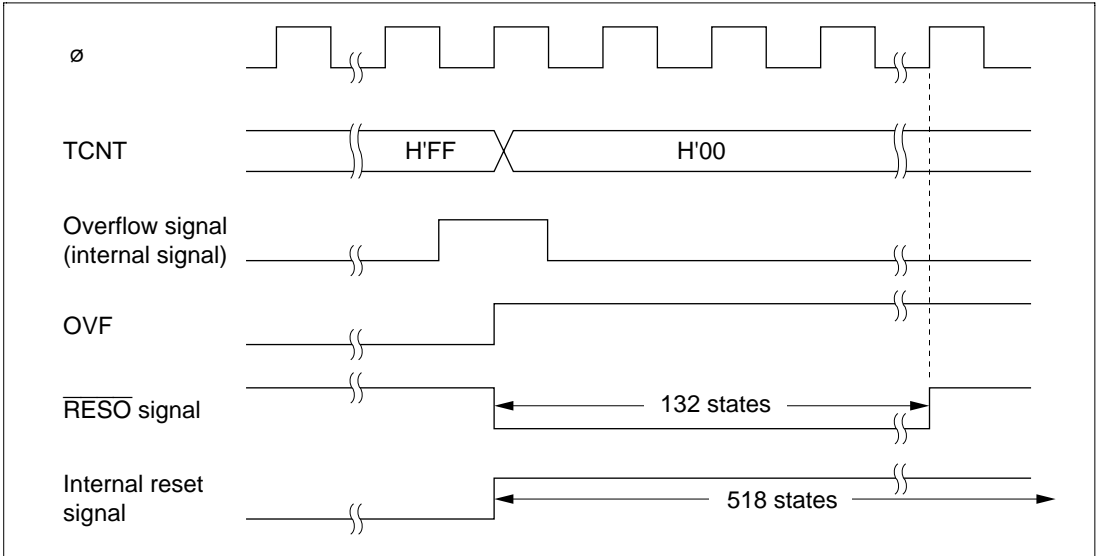 ø
TCNT
H'FF
H'00
Overflow signal
(internal signal)
OVF
RESO signal
132 states
Internal reset
signal
518 states